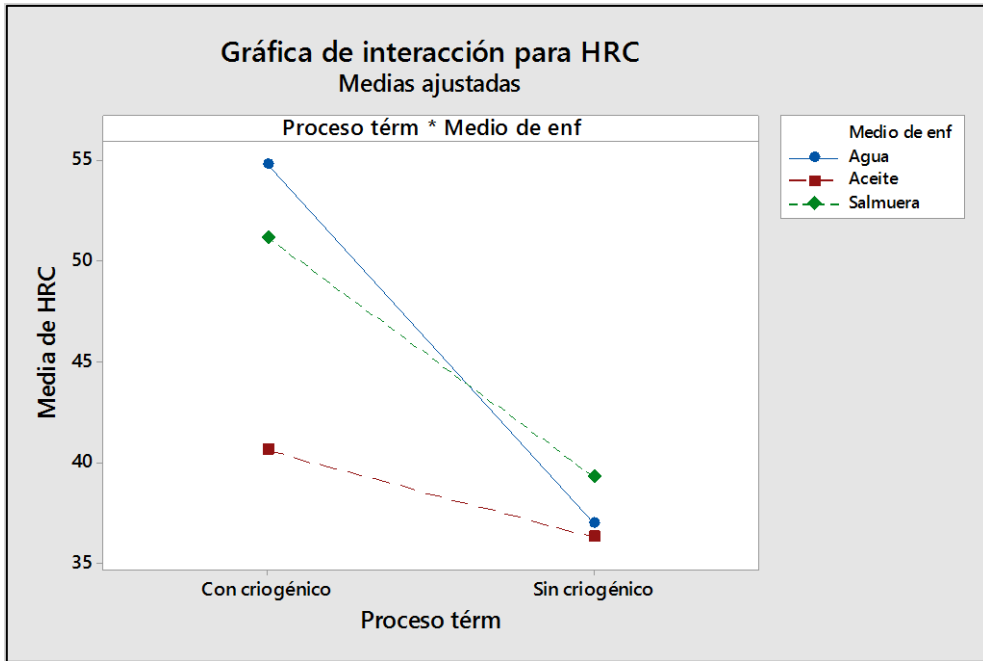 Gráfica de interacción para HRC
Medias ajustadas
Proceso térm * Medio de enf
Medio de enf
Agua
Aceite
Salmuera
55
50
45
40
35
Media de HRC
Con criogénico
Sin criogénico
Proceso térm